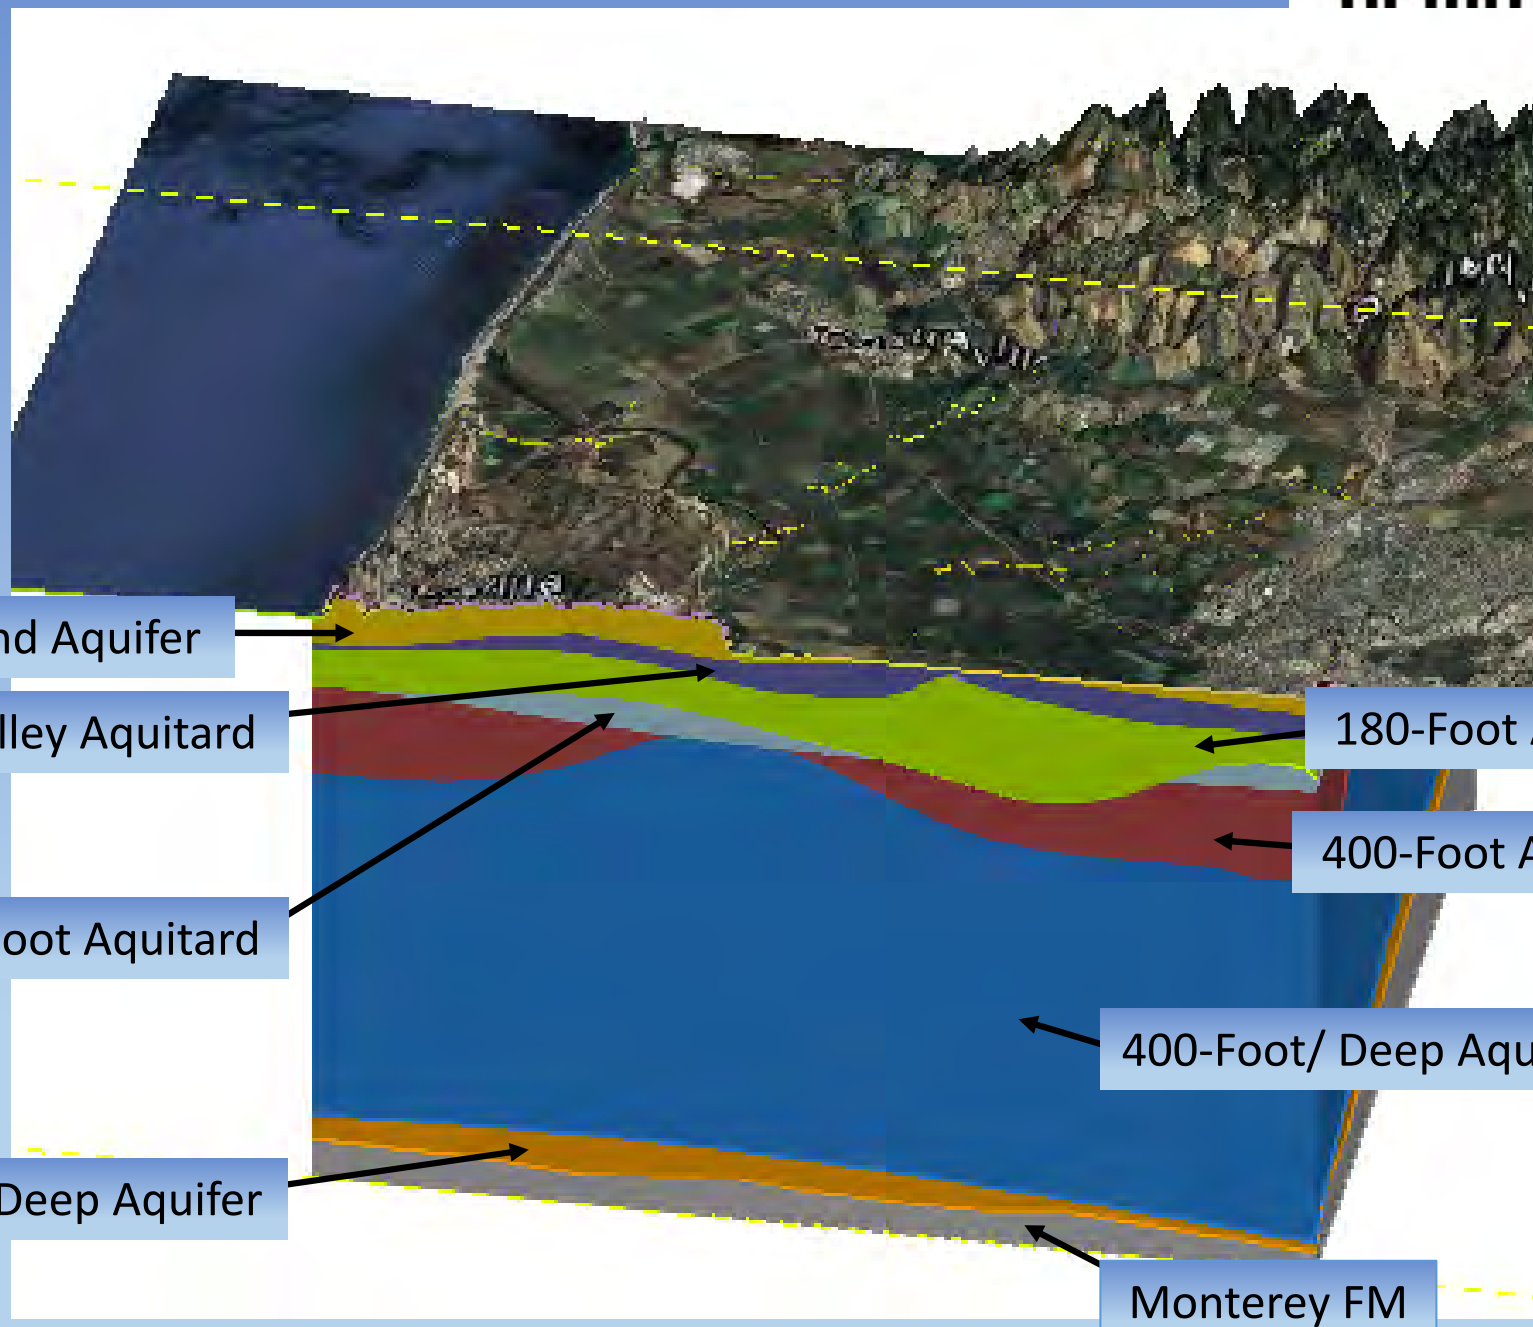 nd Aquifer
lley Aquitard
180-Foot A
400-Foot A
oot Aquitard
400-Foot/ Deep Aqu
Deep Aquifer
Monterey FM